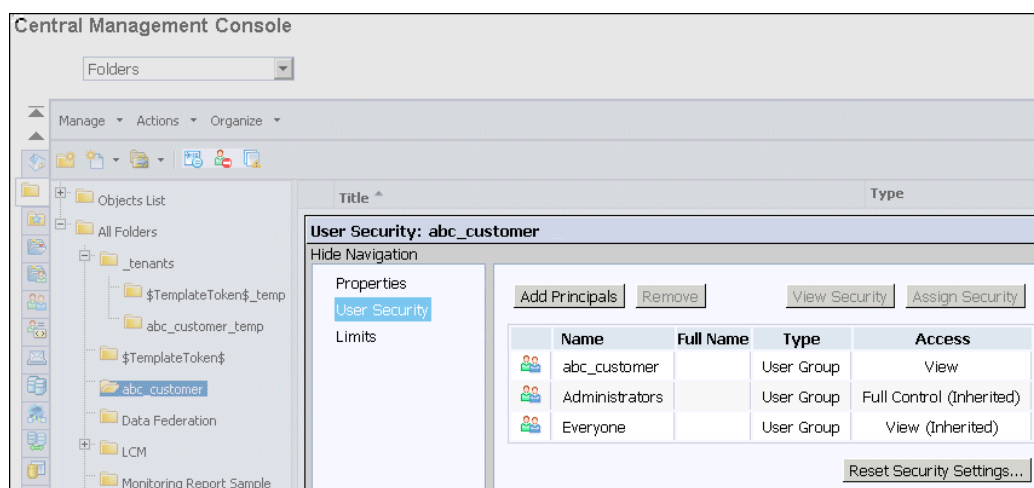 Central Management Console
Folders
Manage Actions Organize
Objects List
Title Type
All Folders
User Security: abc_customer
Hide Navigation
_tenants
Properties
Add Principals Remove View Security Assign Security
$TemplateToken$_temp
User Security
abc_customer_temp
Limits
Name Full Name Type Access
$TemplateToken$
abc_customer User Group View
abc_customer
Administrators User Group Full Control (Inherited)
Data Federation
Everyone User Group View (Inherited)
LCM
Reset Security Settings...
Monitoring Report Sample